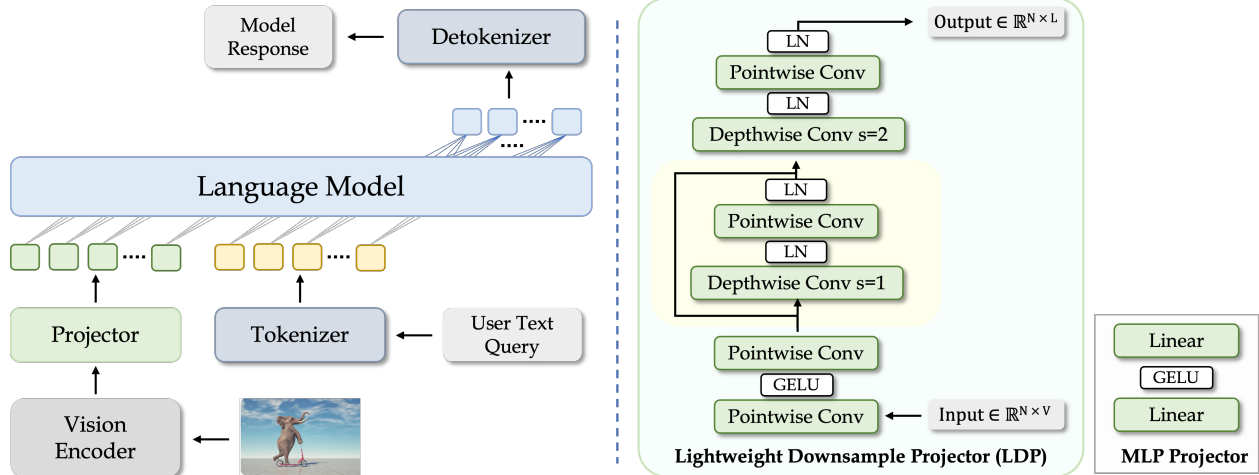 Model
Response
Detokenizer
....
....
Language Model
....
....
Projector
Tokenizer
User Text
Query
Vision
Encoder
Output ∈ ℝᴺ ˣ ᴸ
LN
Pointwise Conv
LN
Depthwise Conv s=2
LN
Pointwise Conv
LN
Depthwise Conv s=1
Pointwise Conv
GELU
Pointwise Conv
Input ∈ ℝᴺ ˣ ⱽ
Lightweight Downsample Projector (LDP)
Linear
GELU
Linear
MLP Projector